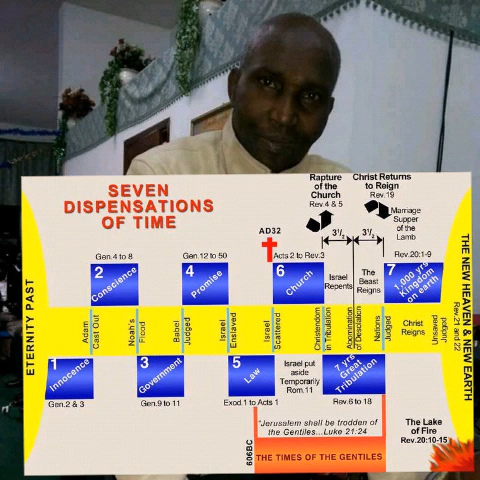 SEVEN
DISPENSATIONS
OF TIME
Rapture
of the
Church
Rev.4 & 5
Christ Returns
to Reign
Rev.19
Marriage
Supper
of the
Lamb
AD32
3½
3½
Gen.4 to 8
Gen.12 to 50
Acts 2 to Rev.3
Rev.20:1-9
2
Conscience
4
Promise
6
Church
Israel
Repents
The
Beast
Reigns
7
1,000 yrs
Kingdom
on earth
ETERNITY PAST
Adam
Cast Out
Noah's
Flood
Babel
Judged
Israel
Enslaved
Israel
Scattered
Christendom
in Tribulation
Abomination
of Desolation
Nations
Judged
Christ
Reigns
Unsaved
judged
THE NEW HEAVEN & NEW EARTH
Rev.21 and 22
1
Innocence
3
Government
5
Law
Israel put
aside
Temporarily
Rom.11
7 yrs
Great
Tribulation
Gen.2 & 3
Gen.9 to 11
Exod.1 to Acts 1
Rev.6 to 18
"Jerusalem shall be trodden of
the Gentiles...Luke 21:24
606BC
THE TIMES OF THE GENTILES
The Lake
of Fire
Rev.20:10-15